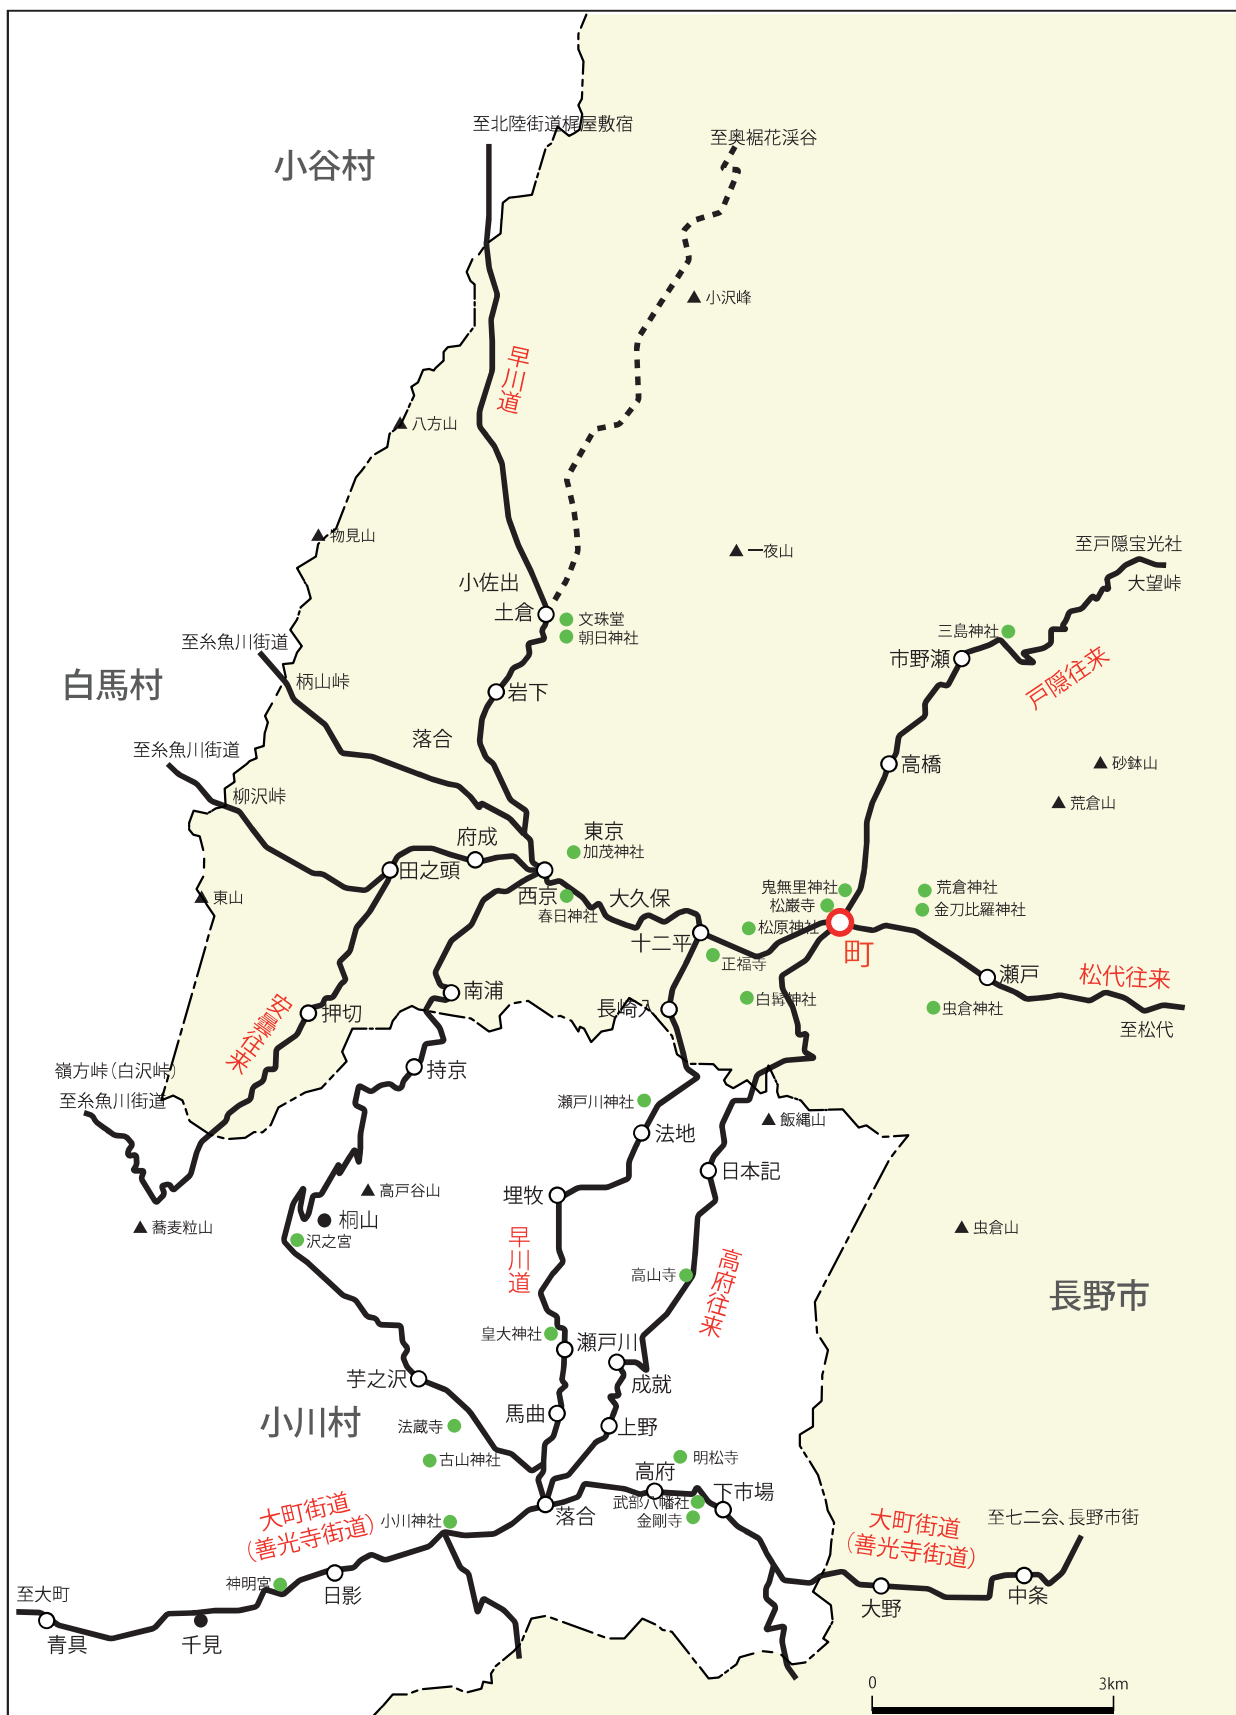 至北陸街道梶屋敷宿
至奥裾花渓谷
小谷村
小沢峰
早川道
八方山
物見山
一夜山
至戸隠宝光社
大望峠
小佐出
土倉
文珠堂
朝日神社
三島神社
市野瀬
戸隠往来
至糸魚川街道
柄山峠
白馬村
岩下
落合
至糸魚川街道
柳沢峠
高橋
砂鉢山
荒倉山
府成
東京
加茂神社
田之頭
東山
西京
春日神社
大久保
鬼無里神社
松巌寺
荒倉神社
金刀比羅神社
松原神社
十二平
町
正福寺
瀬戸
松代往来
南浦
白髯神社
長崎入
虫倉神社
至松代
押切
安曇往来
嶺方峠(白沢峠)
至糸魚川街道
持京
瀬戸川神社
法地
飯縄山
日本記
高戸谷山
埋牧
桐山
蕎麦粒山
沢之宮
虫倉山
早川道
高山寺
高府往来
長野市
皇大神社
瀬戸川
芋之沢
成就
小川村
馬曲
法蔵寺
上野
古山神社
明松寺
高府
下市場
武部八幡社
金剛寺
大町街道
(善光寺街道)
小川神社
落合
大町街道
(善光寺街道)
至七二会、長野市街
神明宮
日影
至大町
大野
中条
青具
千見
0
3km